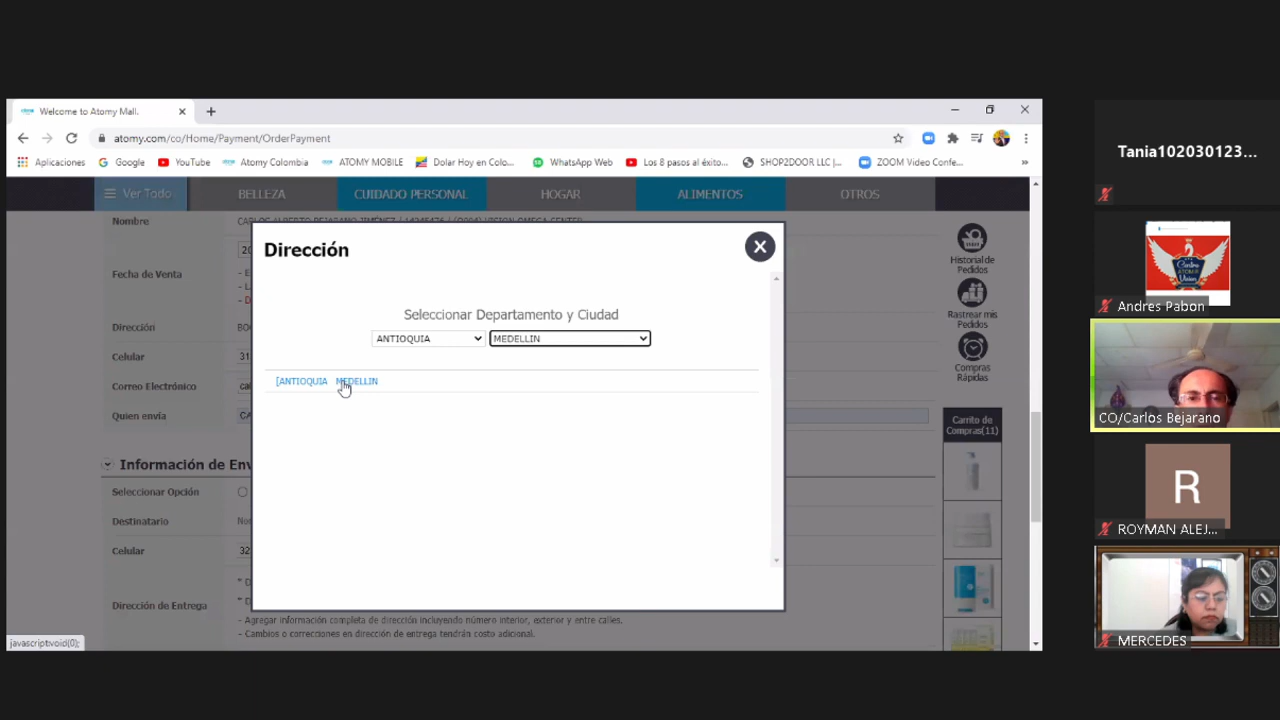 Welcome to Atomy Mall.
atomy.com/co/Home/Payment/OrderPayment
Aplicaciones
Google
YouTube
Atomy Colombia
ATOMY MOBILE
Dolar Hoy en Colo...
WhatsApp Web
Los 8 pasos al éxito...
SHOP2DOOR LLC |...
ZOOM Video Confe...
»
Ver Todo
BELLEZA
CUIDADO PERSONAL
HOGAR
ALIMENTOS
OTROS
Nombre
Fecha de Venta
Dirección
Celular
Correo Electrónico
Quien envía
Información de Env
Seleccionar Opción
Destinatario
Celular
Dirección de Entrega
- Agregar información completa de dirección incluyendo número interior, exterior y entre calles.
- Cambios o correcciones en dirección de entrega tendrán costo adicional.
javascript:void(0);
Dirección
Seleccionar Departamento y Ciudad
ANTIOQUIA
MEDELLIN
[ANTIOQUIA MEDELLIN
Historial de
Pedidos
Rastrear mis
Pedidos
Compras
Rápidas
Carrito de
Compras(11)
Tania102030123...
Centro
ATOMY
Vision
Andres Pabon
CO/Carlos Bejarano
R
ROYMAN ALEJ...
MERCEDES